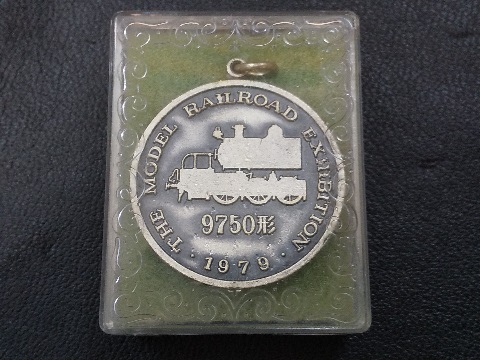 THE MODEL RAILROAD EXHIBITION
9750形
· 1979 ·